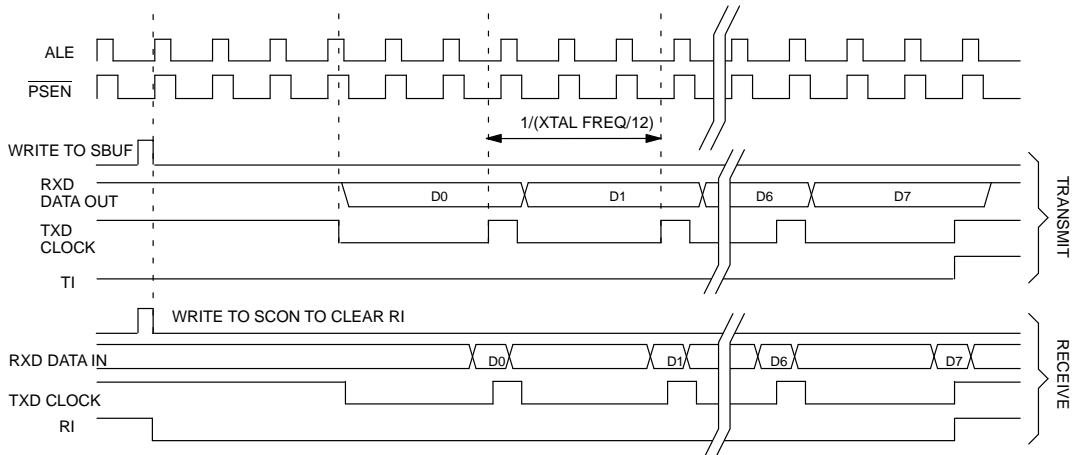 ALE
PSEN
1/(XTAL FREQ/12)
WRITE TO SBUF
RXD
DATA OUT
D0
D1
D6
D7
TXD
CLOCK
TI
TRANSMIT
WRITE TO SCON TO CLEAR RI
RXD DATA IN
D0
D1
D6
D7
TXD CLOCK
RI
RECEIVE